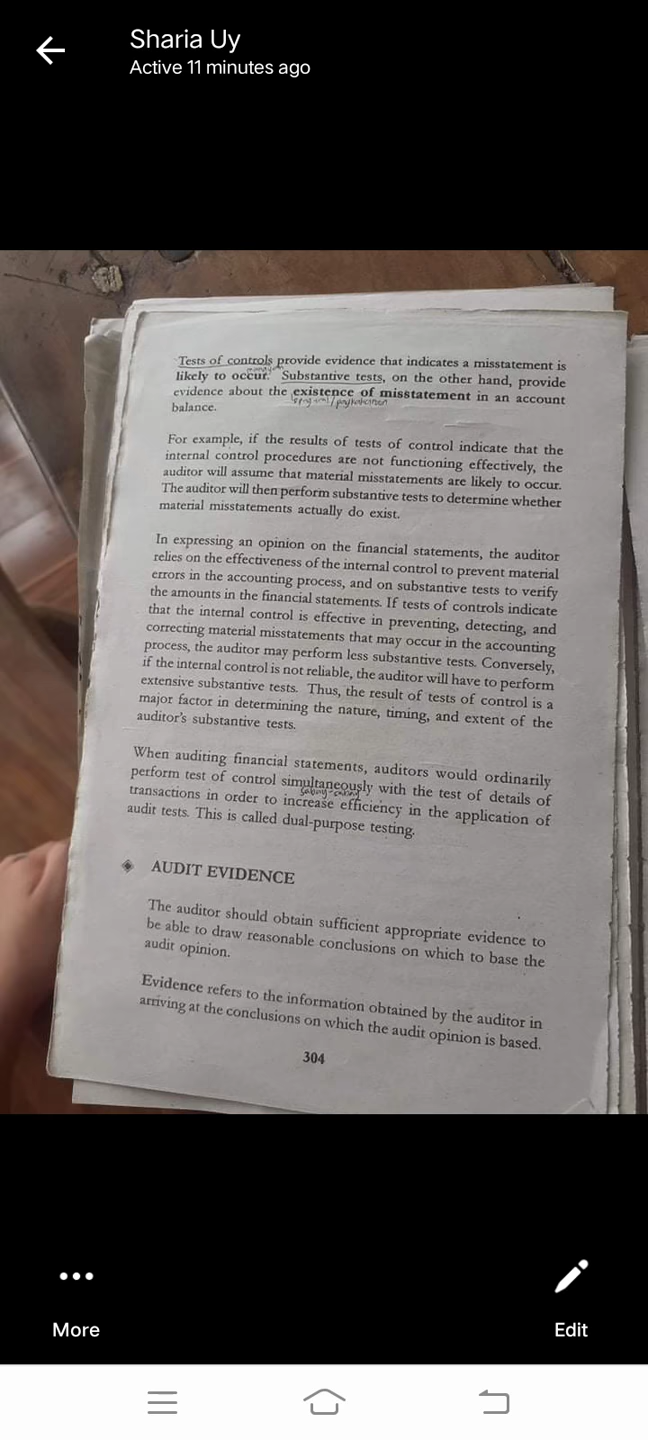 Sharia Uy
Active 11 minutes ago
Tests of controls provide evidence that indicates a misstatement is
likely to occur. Substantive tests, on the other hand, provide
evidence about the existence of misstatement in an account
balance.
For example, if the results of tests of control indicate that the
internal control procedures are not functioning effectively, the
auditor will assume that material misstatements are likely to occur.
The auditor will then perform substantive tests to determine whether
material misstatements actually do exist.
In expressing an opinion on the financial statements, the auditor
relies on the effectiveness of the internal control to prevent material
errors in the accounting process, and on substantive tests to verify
the amounts in the financial statements. If tests of controls indicate
that the internal control is effective in preventing, detecting, and
correcting material misstatements that may occur in the accounting
process, the auditor may perform less substantive tests. Conversely,
if the internal control is not reliable, the auditor will have to perform
extensive substantive tests. Thus, the result of tests of control is a
major factor in determining the nature, timing, and extent of the
auditor's substantive tests.
When auditing financial statements, auditors would ordinarily
perform test of control simultaneously with the test of details of
sabay-sabay
transactions in order to increase efficiency in the application of
audit tests. This is called dual-purpose testing.
AUDIT EVIDENCE
The auditor should obtain sufficient appropriate evidence to
be able to draw reasonable conclusions on which to base the
audit opinion.
Evidence refers to the information obtained by the auditor in
arriving at the conclusions on which the audit opinion is based.
304
More
Edit